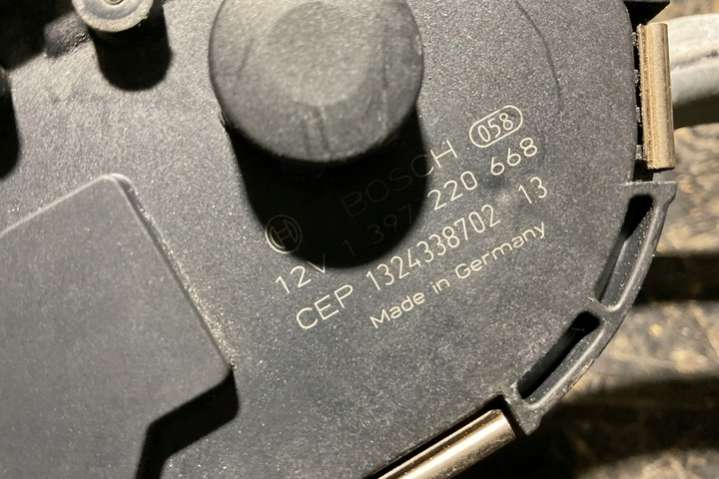 BOSCH 058
12V 1 397 220 668
CEP 1324338702 13
Made in Germany